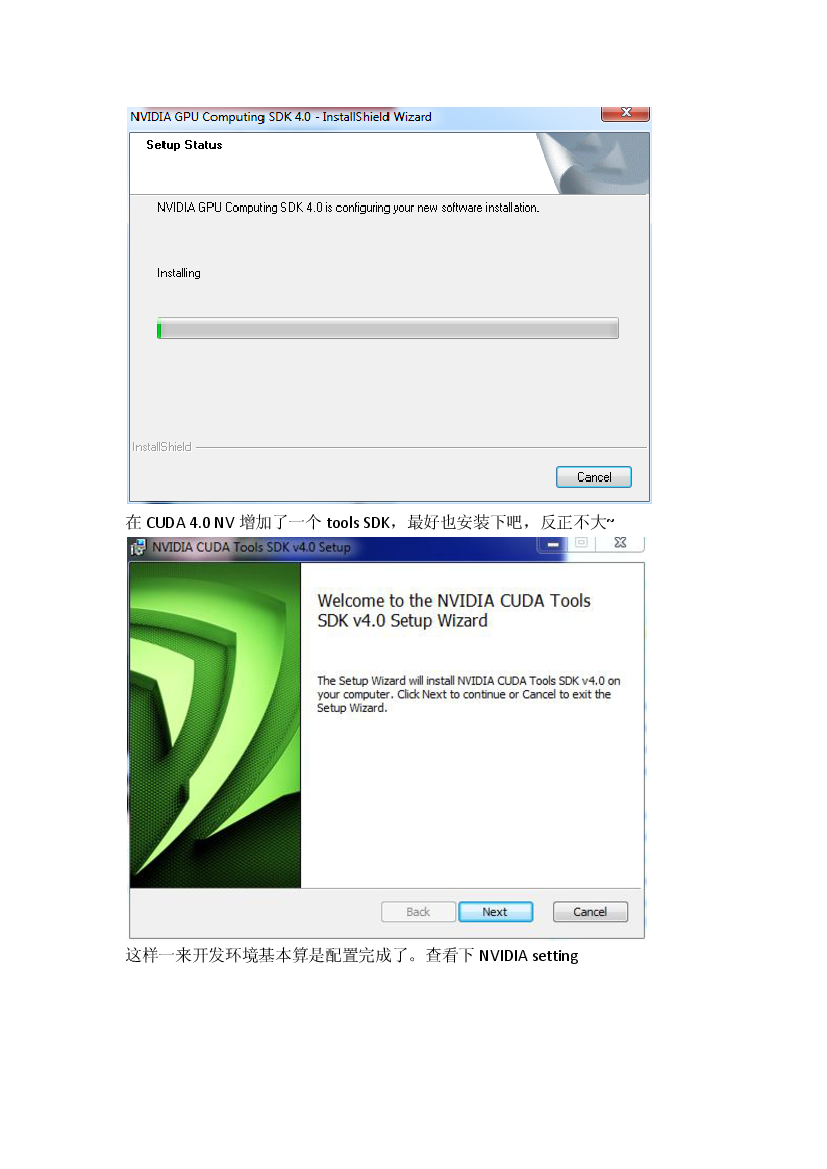 NVIDIA GPU Computing SDK 4.0 - InstallShield Wizard
Setup Status
NVIDIA GPU Computing SDK 4.0 is configuring your new software installation.
Installing
InstallShield
Cancel
在 CUDA 4.0 NV 增加了一个 tools SDK，最好也安装下吧，反正不大~
NVIDIA CUDA Tools SDK v4.0 Setup
Welcome to the NVIDIA CUDA Tools
SDK v4.0 Setup Wizard
The Setup Wizard will install NVIDIA CUDA Tools SDK v4.0 on
your computer. Click Next to continue or Cancel to exit the
Setup Wizard.
Back Next Cancel
这样一来开发环境基本算是配置完成了。查看下 NVIDIA setting